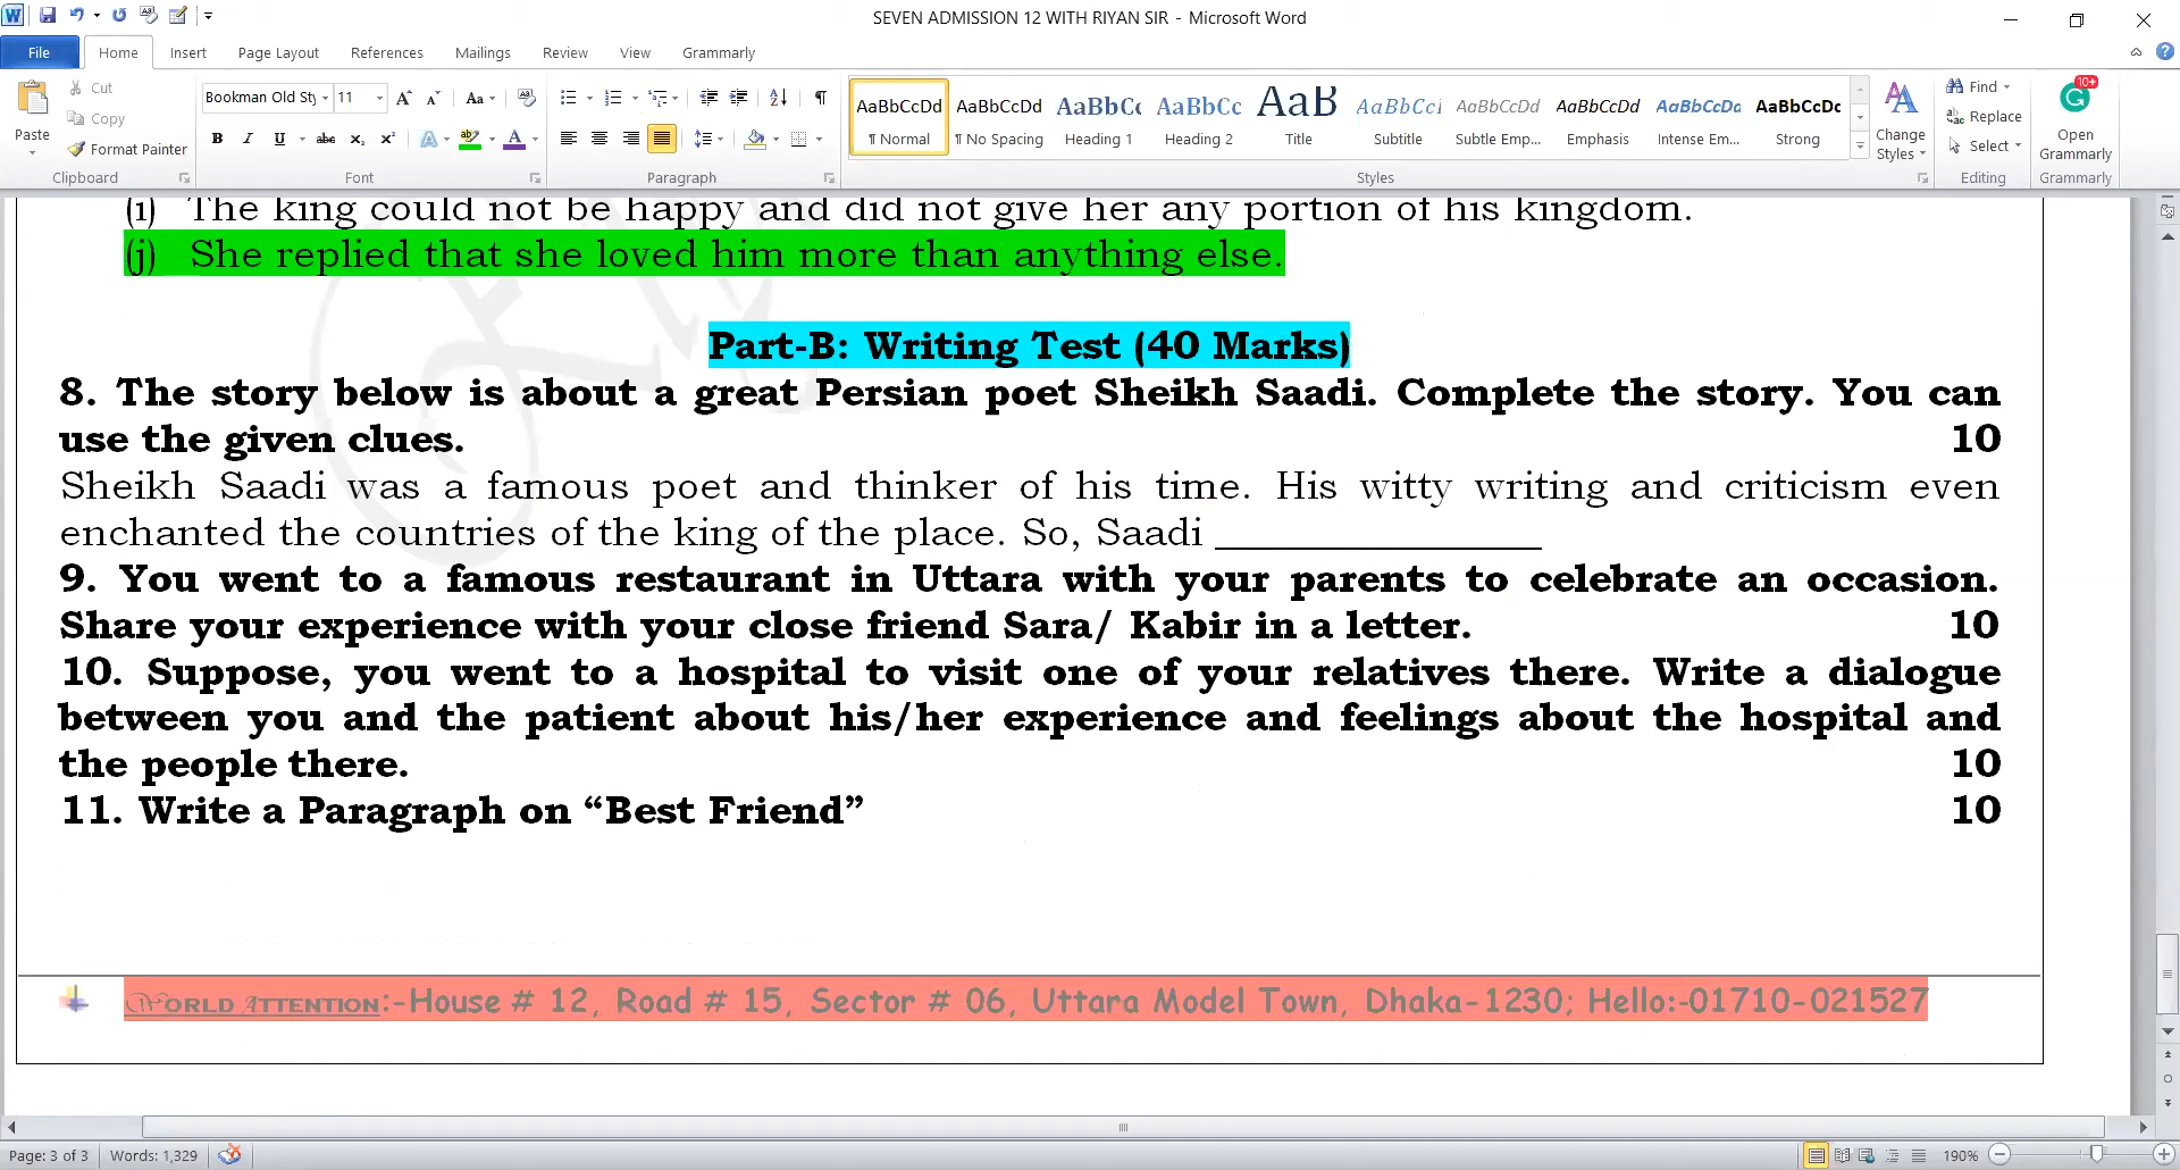 SEVEN ADMISSION 12 WITH RIYAN SIR - Microsoft Word
File Home Insert Page Layout References Mailings Review View Grammarly
Paste
Cut
Copy
Format Painter
Clipboard
Bookman Old Sty 11
Font
Paragraph
AaBbCcDd AaBbCcDd AaBbCc AaBbCc AaB AaBbCcI AaBbCcDd AaBbCcDd AaBbCcDd AaBbCcDc
¶ Normal ¶ No Spacing Heading 1 Heading 2 Title Subtitle Subtle Emp... Emphasis Intense Em... Strong
Styles
Change Styles
Find
Replace
Select
Editing
10+
Open Grammarly
Grammarly
(i) The king could not be happy and did not give her any portion of his kingdom.
(j) She replied that she loved him more than anything else.
Part-B: Writing Test (40 Marks)
8. The story below is about a great Persian poet Sheikh Saadi. Complete the story. You can
use the given clues. 10
Sheikh Saadi was a famous poet and thinker of his time. His witty writing and criticism even
enchanted the countries of the king of the place. So, Saadi ________________
9. You went to a famous restaurant in Uttara with your parents to celebrate an occasion.
Share your experience with your close friend Sara/ Kabir in a letter. 10
10. Suppose, you went to a hospital to visit one of your relatives there. Write a dialogue
between you and the patient about his/her experience and feelings about the hospital and
the people there. 10
11. Write a Paragraph on “Best Friend” 10
WORLD ATTENTION:-House # 12, Road # 15, Sector # 06, Uttara Model Town, Dhaka-1230; Hello:-01710-021527
Page: 3 of 3 Words: 1,329 190%